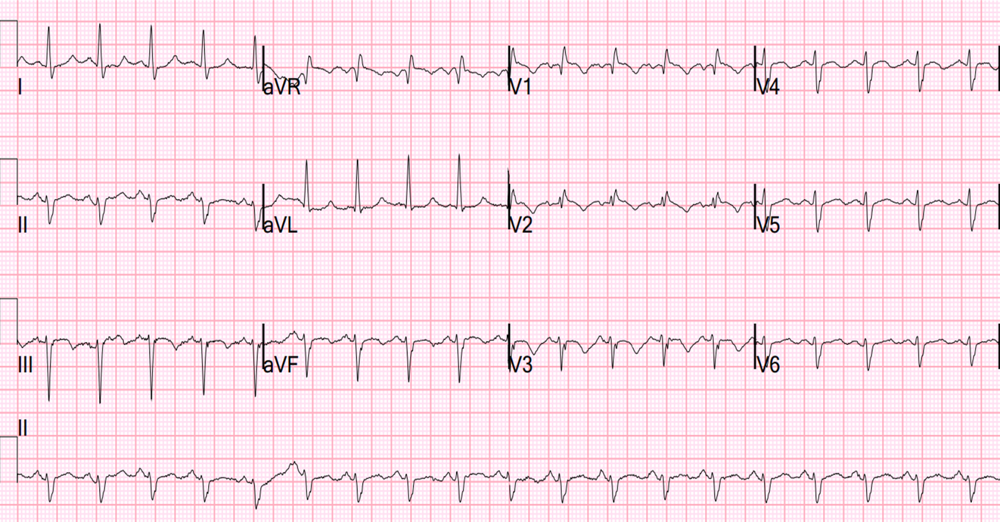 I aVR V1 V4
II aVL V2 V5
III aVF V3 V6
II